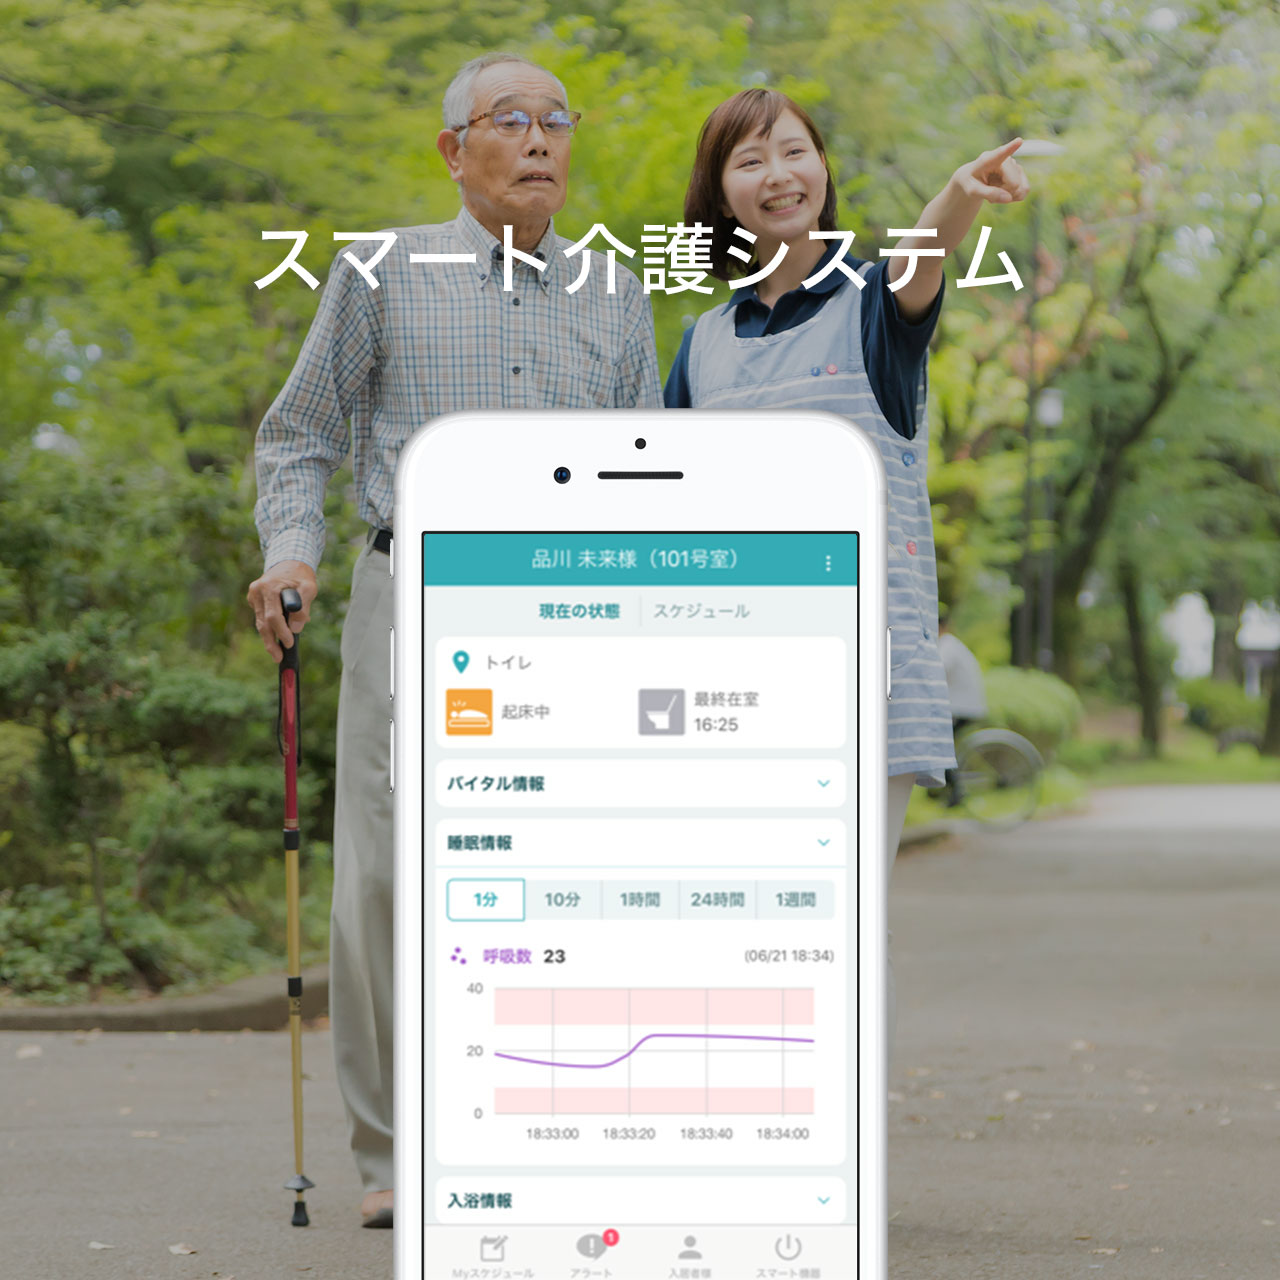 スマート介護システム
品川 未来様（101号室）
現在の状態 スケジュール
トイレ
起床中
最終在室
16:25
バイタル情報
睡眠情報
1分 10分 1時間 24時間 1週間
呼吸数 23 (06/21 18:34)
40
20
0
18:33:00 18:33:20 18:33:40 18:34:00
入浴情報
1
Myスケジュール アラート 入居者様 スマート機器